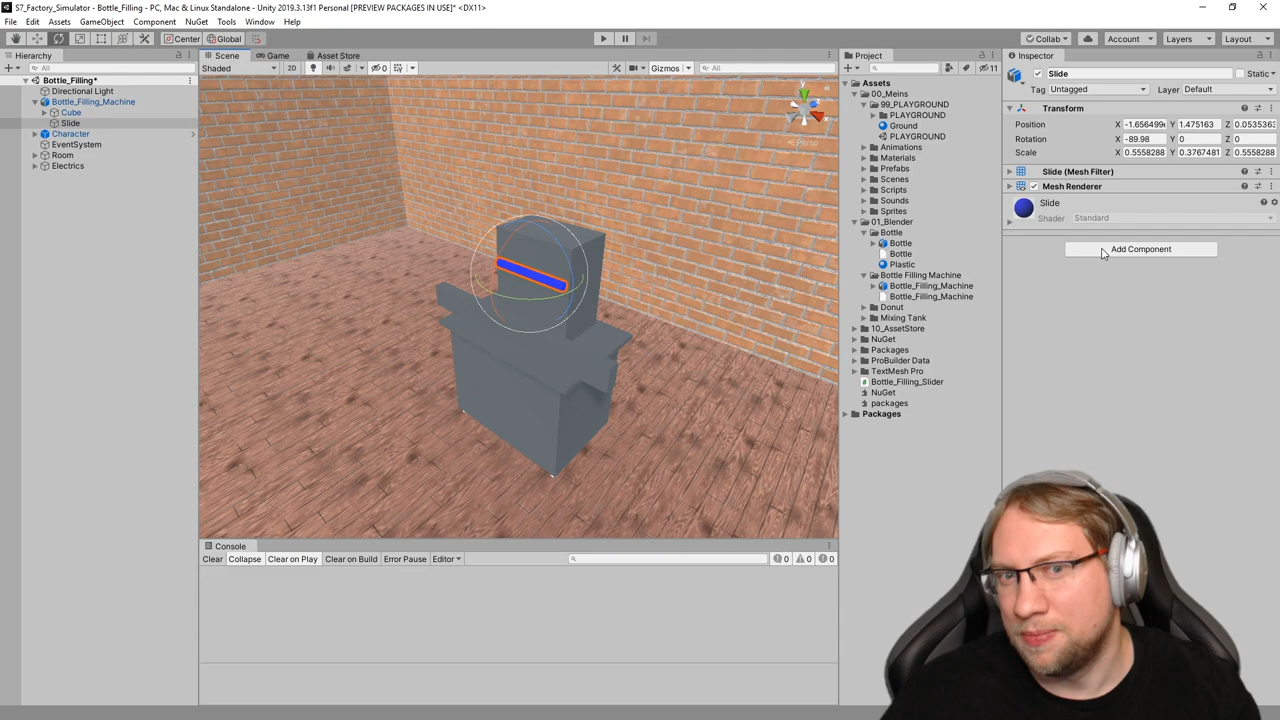 S7_Factory_Simulator - Bottle_Filling - PC, Mac & Linux Standalone - Unity 2019.3.13f1 Personal [PREVIEW PACKAGES IN USE]* <DX11>
File Edit Assets GameObject Component NuGet Tools Window Help
Center Global Collab Account Layers Layout
Hierarchy
All
Bottle_Filling*
Directional Light
Bottle_Filling_Machine
Cube
Slide
Character
EventSystem
Room
Electrics
Scene Game Asset Store
Shaded 2D 0 Gizmos All
Persp
Console
Clear Collapse Clear on Play Clear on Build Error Pause Editor 0 0 0
Project
11
Assets
00_Meins
99_PLAYGROUND
PLAYGROUND
Ground
PLAYGROUND
Animations
Materials
Prefabs
Scenes
Scripts
Sounds
Sprites
01_Blender
Bottle
Bottle
Bottle
Plastic
Bottle Filling Machine
Bottle_Filling_Machine
Bottle_Filling_Machine
Donut
Mixing Tank
10_AssetStore
NuGet
Packages
ProBuilder Data
TextMesh Pro
Bottle_Filling_Slider
NuGet
packages
Packages
Inspector
Slide Static
Tag Untagged Layer Default
Transform
Position X -1.656499 Y 1.475163 Z 0.053536
Rotation X -89.98 Y 0 Z 0
Scale X 0.5558288 Y 0.3767481 Z 0.5558288
Slide (Mesh Filter)
Mesh Renderer
Slide
Shader Standard
Add Component